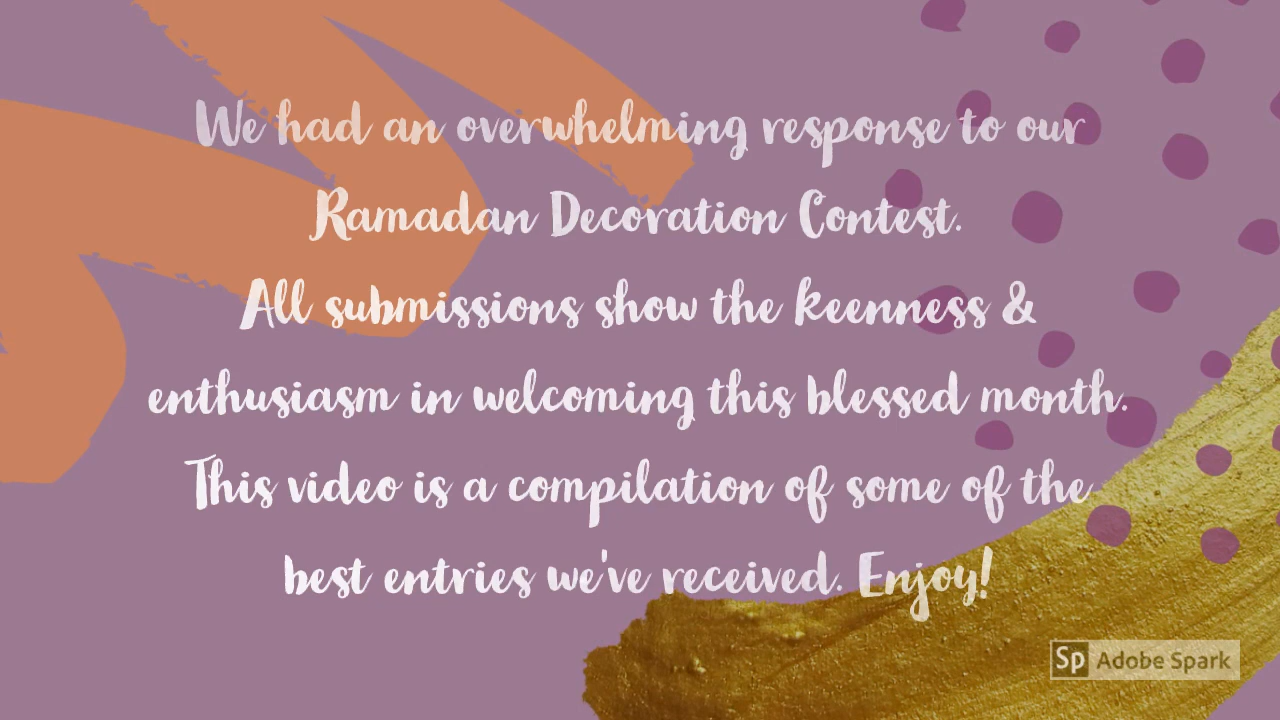 We had an overwhelming response to our
Ramadan Decoration Contest.
All submissions show the keenness &
enthusiasm in welcoming this blessed month.
This video is a compilation of some of the
best entries we've received. Enjoy!
Sp Adobe Spark